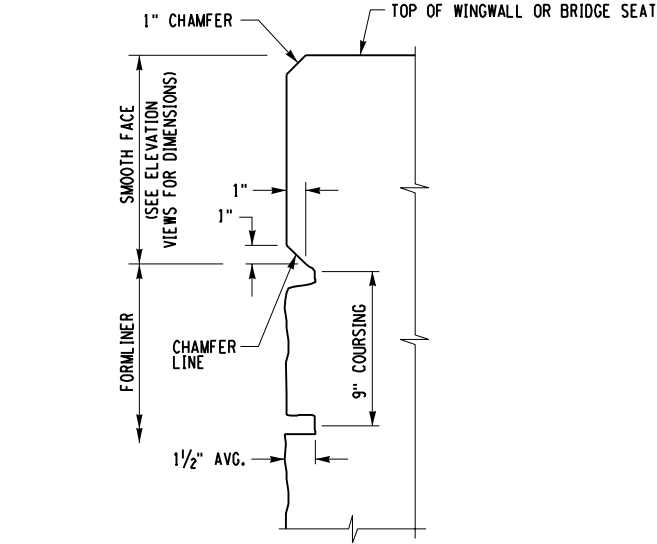 1" CHAMFER
TOP OF WINGWALL OR BRIDGE SEAT
SMOOTH FACE
(SEE ELEVATION
VIEWS FOR DIMENSIONS)
1"
1"
FORMLINER
CHAMFER
LINE
9" COURSING
1½" AVG.